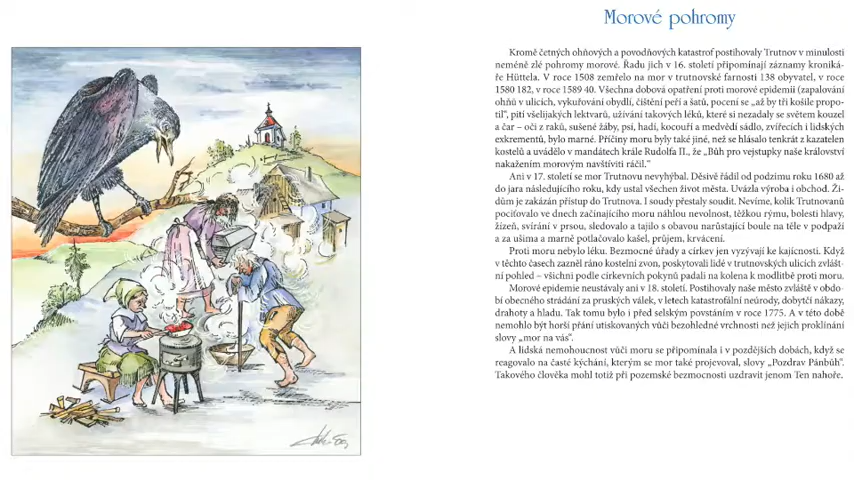 Morové pohromy
Kromě četných ohňových a povodňových katastrof postihovaly Trutnov v minulosti
neméně zlé pohromy morové. Řadu jich v 16. století připomínají záznamy kroniká-
ře Hüttela. V roce 1508 zemřelo na mor v trutnovské farnosti 138 obyvatel, v roce
1580 182, v roce 1589 40. Všechna dobová opatření proti morové epidemii (zapalování
ohňů v ulicích, vykuřování obydlí, čištění peří a šatů, pocení se „až by tři košile propo-
til“, pití všelijakých lektvarů, užívání takových léků, které si nezadaly se světem kouzel
a čar – oči z raků, sušené žáby, psí, hadí, kocouří a medvědí sádlo, zvířecích i lidských
exkrementů, bylo marné. Příčiny moru byly také jiné, než se hlásalo tenkrát z kazatelen
kostelů a uvádělo v mandátech krále Rudolfa II., že „Bůh pro vejstupky naše království
nakažením morovým navštíviti ráčil.“
Ani v 17. století se mor Trutnovu nevyhýbal. Děsivě řádil od podzimu roku 1680 až
do jara následujícího roku, kdy ustal všechen život města. Uvázla výroba i obchod. Ži-
dům je zakázán přístup do Trutnova. I soudy přestaly soudit. Nevíme, kolik Trutnovanů
pociťovalo ve dnech začínajícího moru náhlou nevolnost, těžkou rýmu, bolesti hlavy,
žízeň, svírání v prsou, sledovalo a tajilo s obavou narůstající boule na těle v podpaží
a za ušima a marně potlačovalo kašel, průjem, krvácení.
Proti moru nebylo léku. Bezmocné úřady a církev jen vyzývají ke kajícnosti. Když
v těchto časech zazněl ráno kostelní zvon, poskytovali lidé v trutnovských ulicích zvlášt-
ní pohled – všichni podle církevních pokynů padali na kolena k modlitbě proti moru.
Morové epidemie neustávaly ani v 18. století. Postihovaly naše město zvláště v obdo-
bí obecného strádání za pruských válek, v letech katastrofální neúrody, dobytčí nákazy,
drahoty a hladu. Tak tomu bylo i před selským povstáním v roce 1775. A v této době
nemohlo být horší přání utiskovaných vůči bezohledné vrchnosti než jejich proklínání
slovy „mor na vás“.
A lidská nemohoucnost vůči moru se připomínala i v pozdějších dobách, když se
reagovalo na časté kýchání, kterým se mor také projevoval, slovy „Pozdrav Pánbůh“.
Takového člověka mohl totiž při pozemské bezmocnosti uzdravit jenom Ten nahoře.